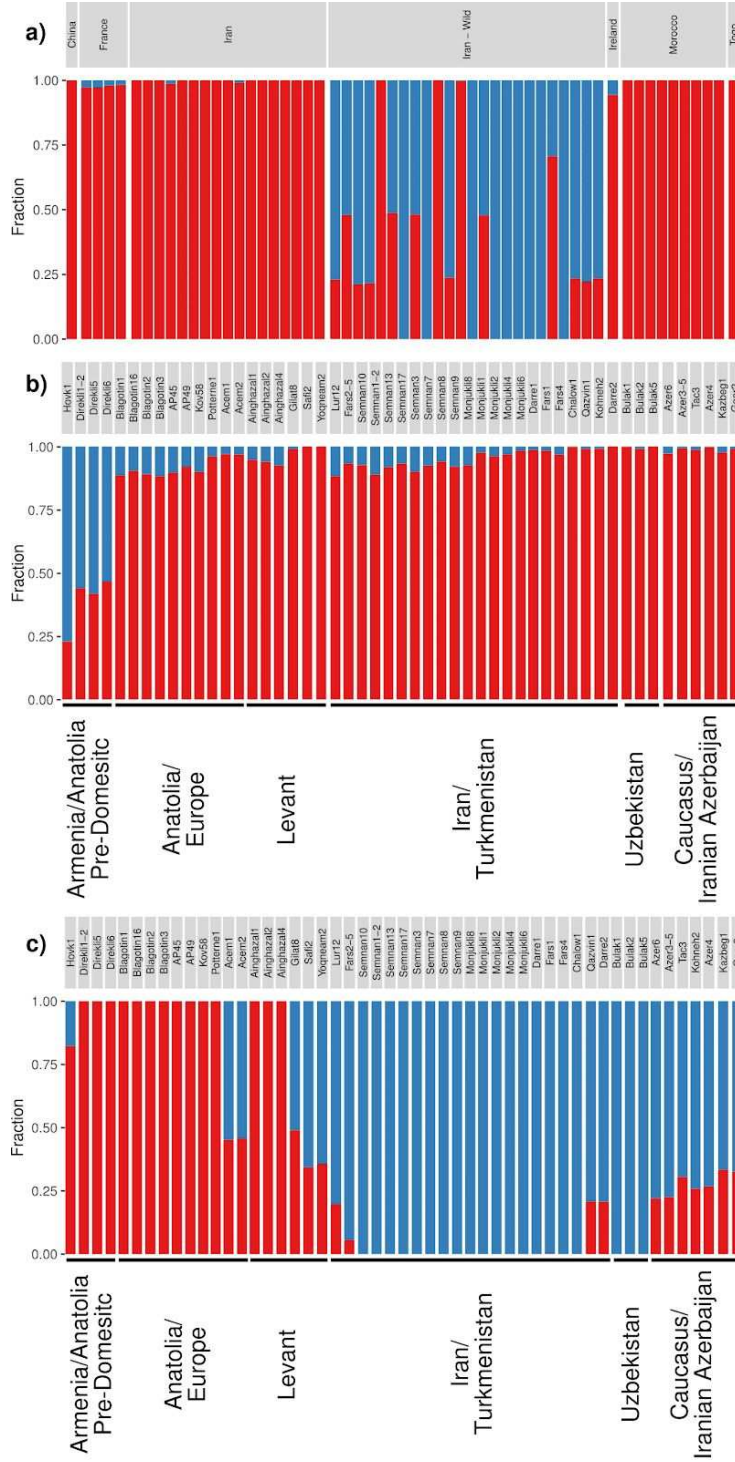 a)
China
France
Iran
Iran - Wild
Ireland
Morocco
Togo
Fraction
1.00
0.75
0.50
0.25
0.00
b)
Hovk1
Direkli1-2
Direkli5
Direkli6
Blagotin1
Blagotin16
Blagotin2
Blagotin3
AP45
AP49
Kov58
Potterne1
Acem1
Acem2
Ainghazal1
Ainghazal2
Ainghazal4
Gilat8
Safi2
Yoqneam2
Lur12
Fars2-5
Semnan10
Semnan1-2
Semnan13
Semnan17
Semnan3
Semnan7
Semnan8
Semnan9
Monjukli8
Monjukli1
Monjukli2
Monjukli4
Monjukli6
Darre1
Fars1
Fars4
Chalow1
Qazvin1
Kohneh2
Darre2
Bulak1
Bulak2
Bulak5
Azer6
Azer3-5
Tac3
Azer4
Kazbeg1
Fraction
1.00
0.75
0.50
0.25
0.00
Armenia/Anatolia
Pre-Domesitc
Anatolia/
Europe
Levant
Iran/
Turkmenistan
Uzbekistan
Caucasus/
Iranian Azerbaijan
c)
Hovk1
Direkli1-2
Direkli5
Direkli6
Blagotin1
Blagotin16
Blagotin2
Blagotin3
AP45
AP49
Kov58
Potterne1
Acem1
Acem2
Ainghazal1
Ainghazal2
Ainghazal4
Gilat8
Safi2
Yoqneam2
Lur12
Fars2-5
Semnan10
Semnan1-2
Semnan13
Semnan17
Semnan3
Semnan7
Semnan8
Semnan9
Monjukli8
Monjukli1
Monjukli2
Monjukli4
Monjukli6
Darre1
Fars1
Fars4
Chalow1
Qazvin1
Darre2
Bulak1
Bulak2
Bulak5
Azer6
Azer3-5
Tac3
Kohneh2
Azer4
Kazbeg1
Fraction
1.00
0.75
0.50
0.25
0.00
Armenia/Anatolia
Pre-Domesitc
Anatolia/
Europe
Levant
Iran/
Turkmenistan
Uzbekistan
Caucasus/
Iranian Azerbaijan